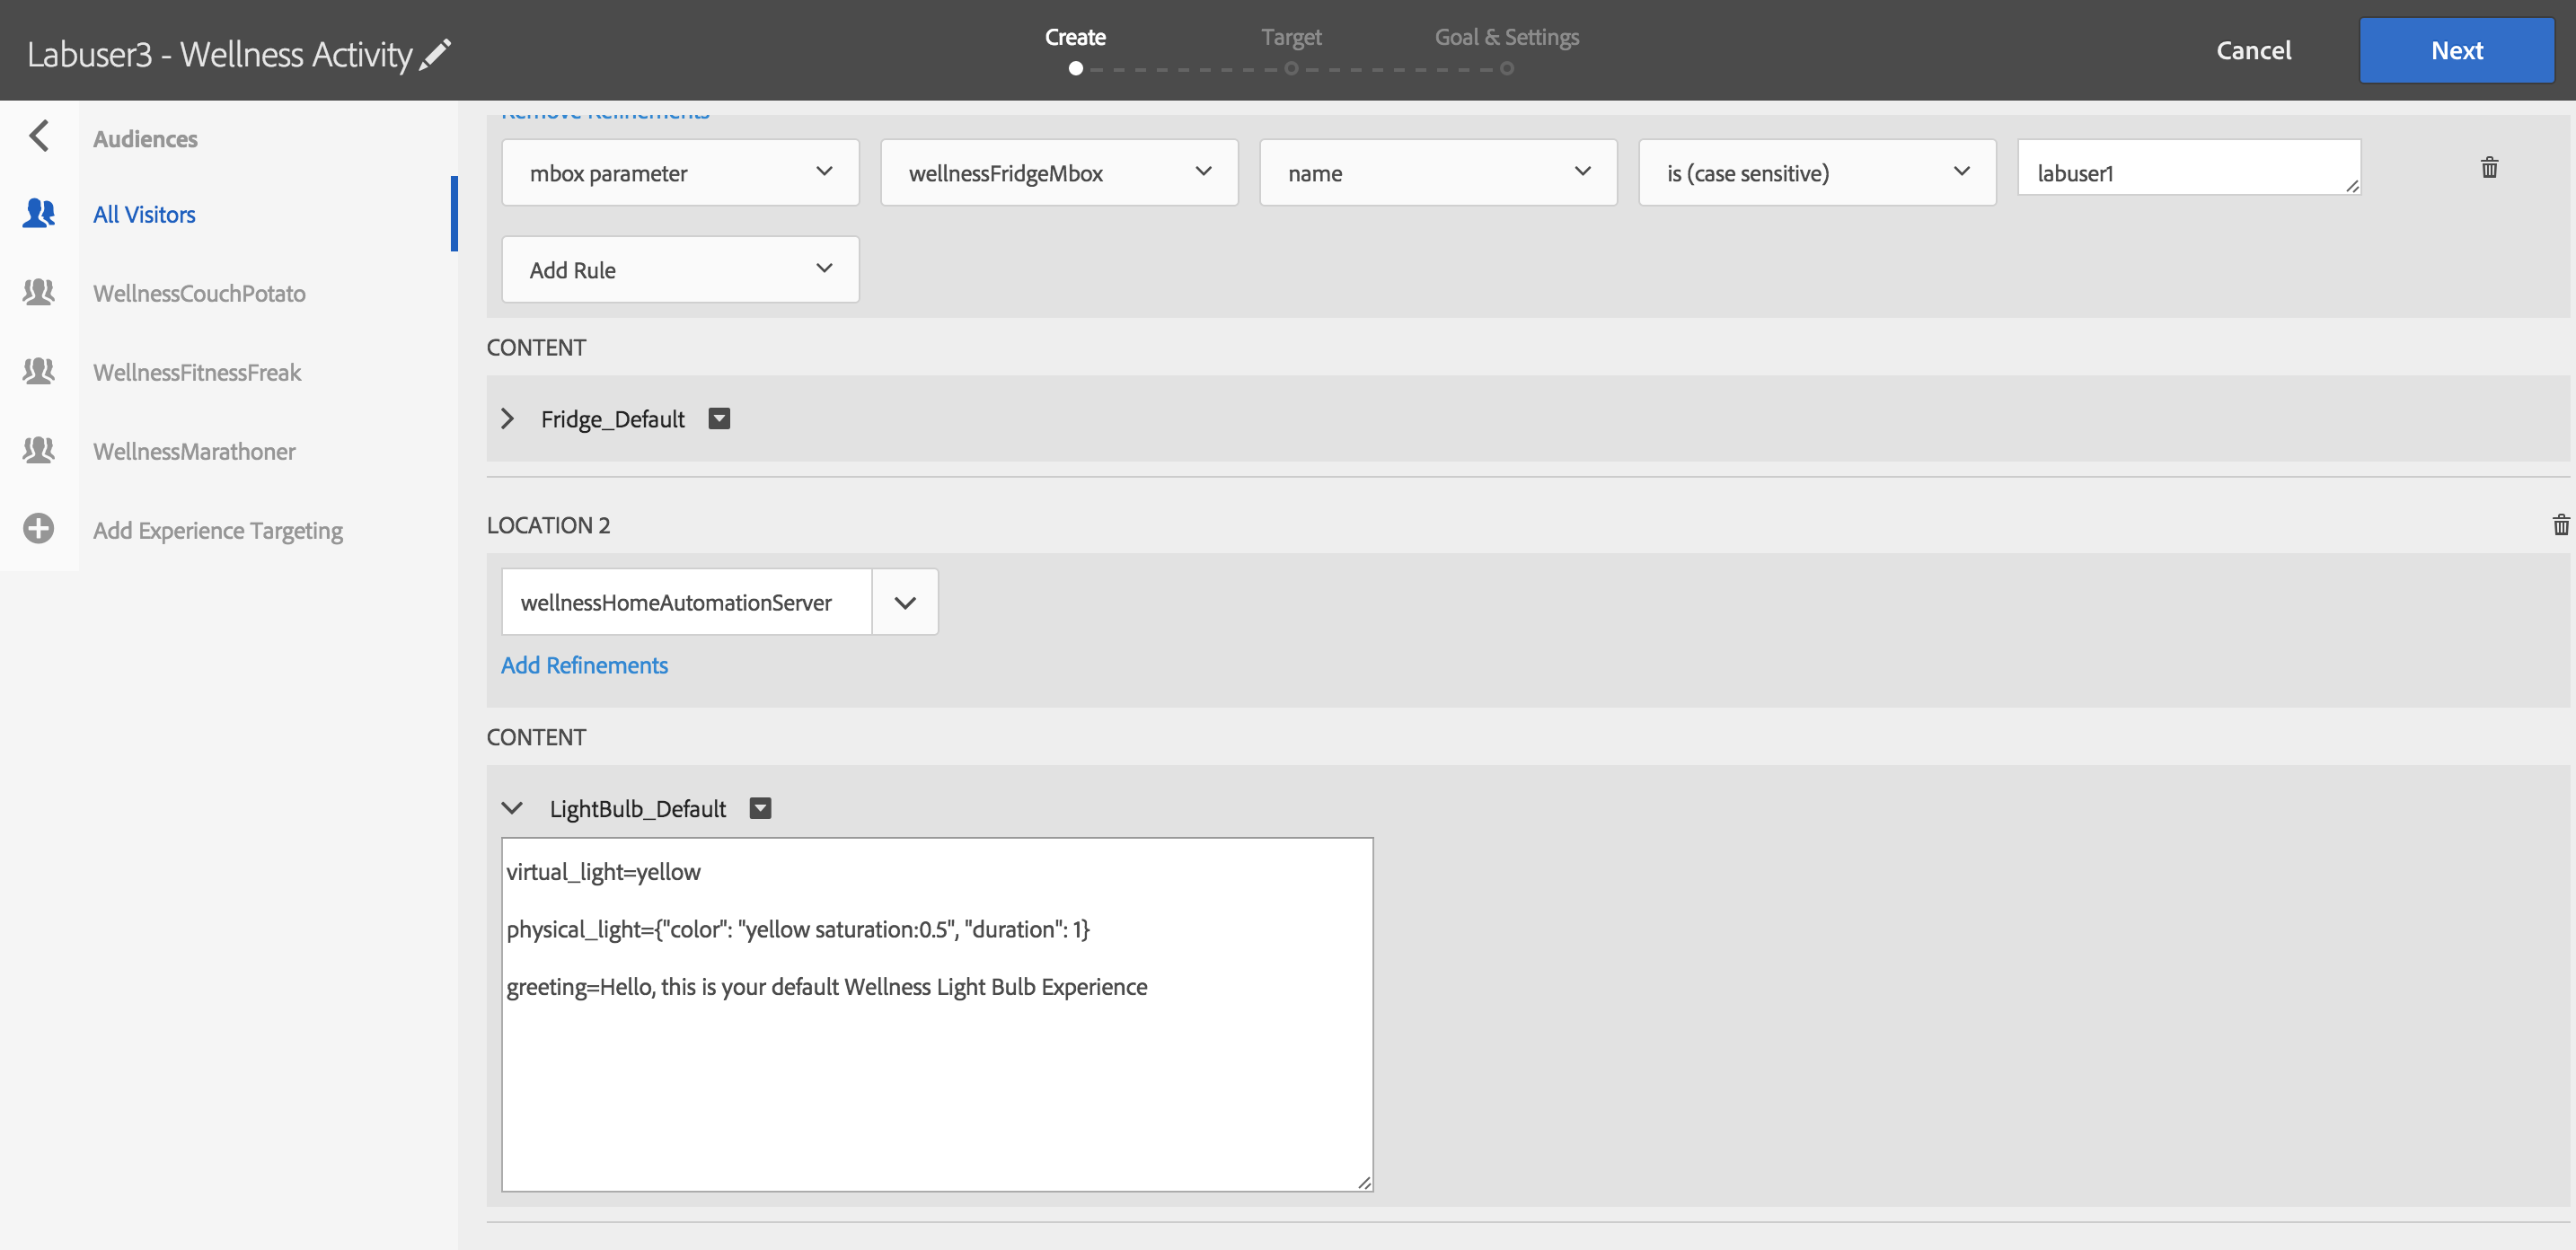 Labuser3 - Wellness Activity
Create
Target
Goal & Settings
Cancel
Next
Audiences
All Visitors
WellnessCouchPotato
WellnessFitnessFreak
WellnessMarathoner
Add Experience Targeting
Remove Refinements
mbox parameter
wellnessFridgeMbox
name
is (case sensitive)
labuser1
Add Rule
CONTENT
Fridge_Default
LOCATION 2
wellnessHomeAutomationServer
Add Refinements
CONTENT
LightBulb_Default
virtual_light=yellow
physical_light={"color": "yellow saturation:0.5", "duration": 1}
greeting=Hello, this is your default Wellness Light Bulb Experience